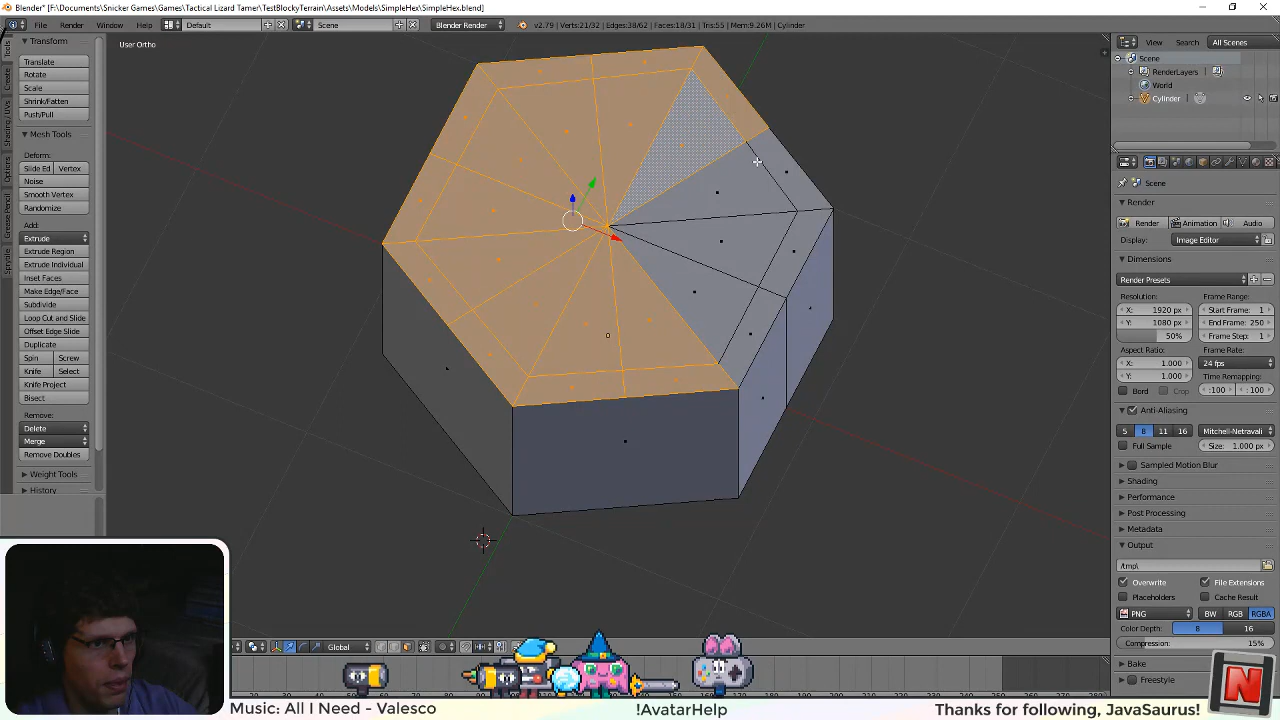 Blender* [F:\Documents\Snicker Games\Games\Tactical Lizard Tamer\TestBlockyTerrain\Assets\Models\SimpleHex\SimpleHex.blend]
File Render Window Help Default Scene Blender Render v2.79 | Verts:21/32 | Edges:38/62 | Faces:18/31 | Tris:55 | Mem:9.26M | Cylinder
User Ortho
Transform
Translate
Rotate
Scale
Shrink/Fatten
Push/Pull
Mesh Tools
Deform:
Slide Ed Vertex
Noise
Smooth Vertex
Randomize
Add:
Extrude
Extrude Region
Extrude Individual
Inset Faces
Make Edge/Face
Subdivide
Loop Cut and Slide
Offset Edge Slide
Duplicate
Spin Screw
Knife Select
Knife Project
Bisect
Remove:
Delete
Merge
Remove Doubles
Weight Tools
History
Tools
Create
Shading / UVs
Options
Grease Pencil
Sprytile
View Search All Scenes
Scene
RenderLayers
World
Cylinder
Scene
Render
Render Animation Audio
Display: Image Editor
Dimensions
Render Presets
Resolution: Frame Range:
X: 1920 px Start Frame: 1
Y: 1080 px End Frame: 250
50% Frame Step: 1
Aspect Ratio: Frame Rate:
X: 1.000 24 fps
Y: 1.000 Time Remapping:
Bord Crop :100 :100
Anti-Aliasing
5 8 11 16 Mitchell-Netravali
Full Sample Size: 1.000 px
Sampled Motion Blur
Shading
Performance
Post Processing
Metadata
Output
/tmp\
Overwrite File Extensions
Placeholders Cache Result
PNG BW RGB RGBA
Color Depth: 8 16
Compression: 15%
Bake
Freestyle
Global
Music: All I Need - Valesco !AvatarHelp Thanks for following, JavaSaurus!
N